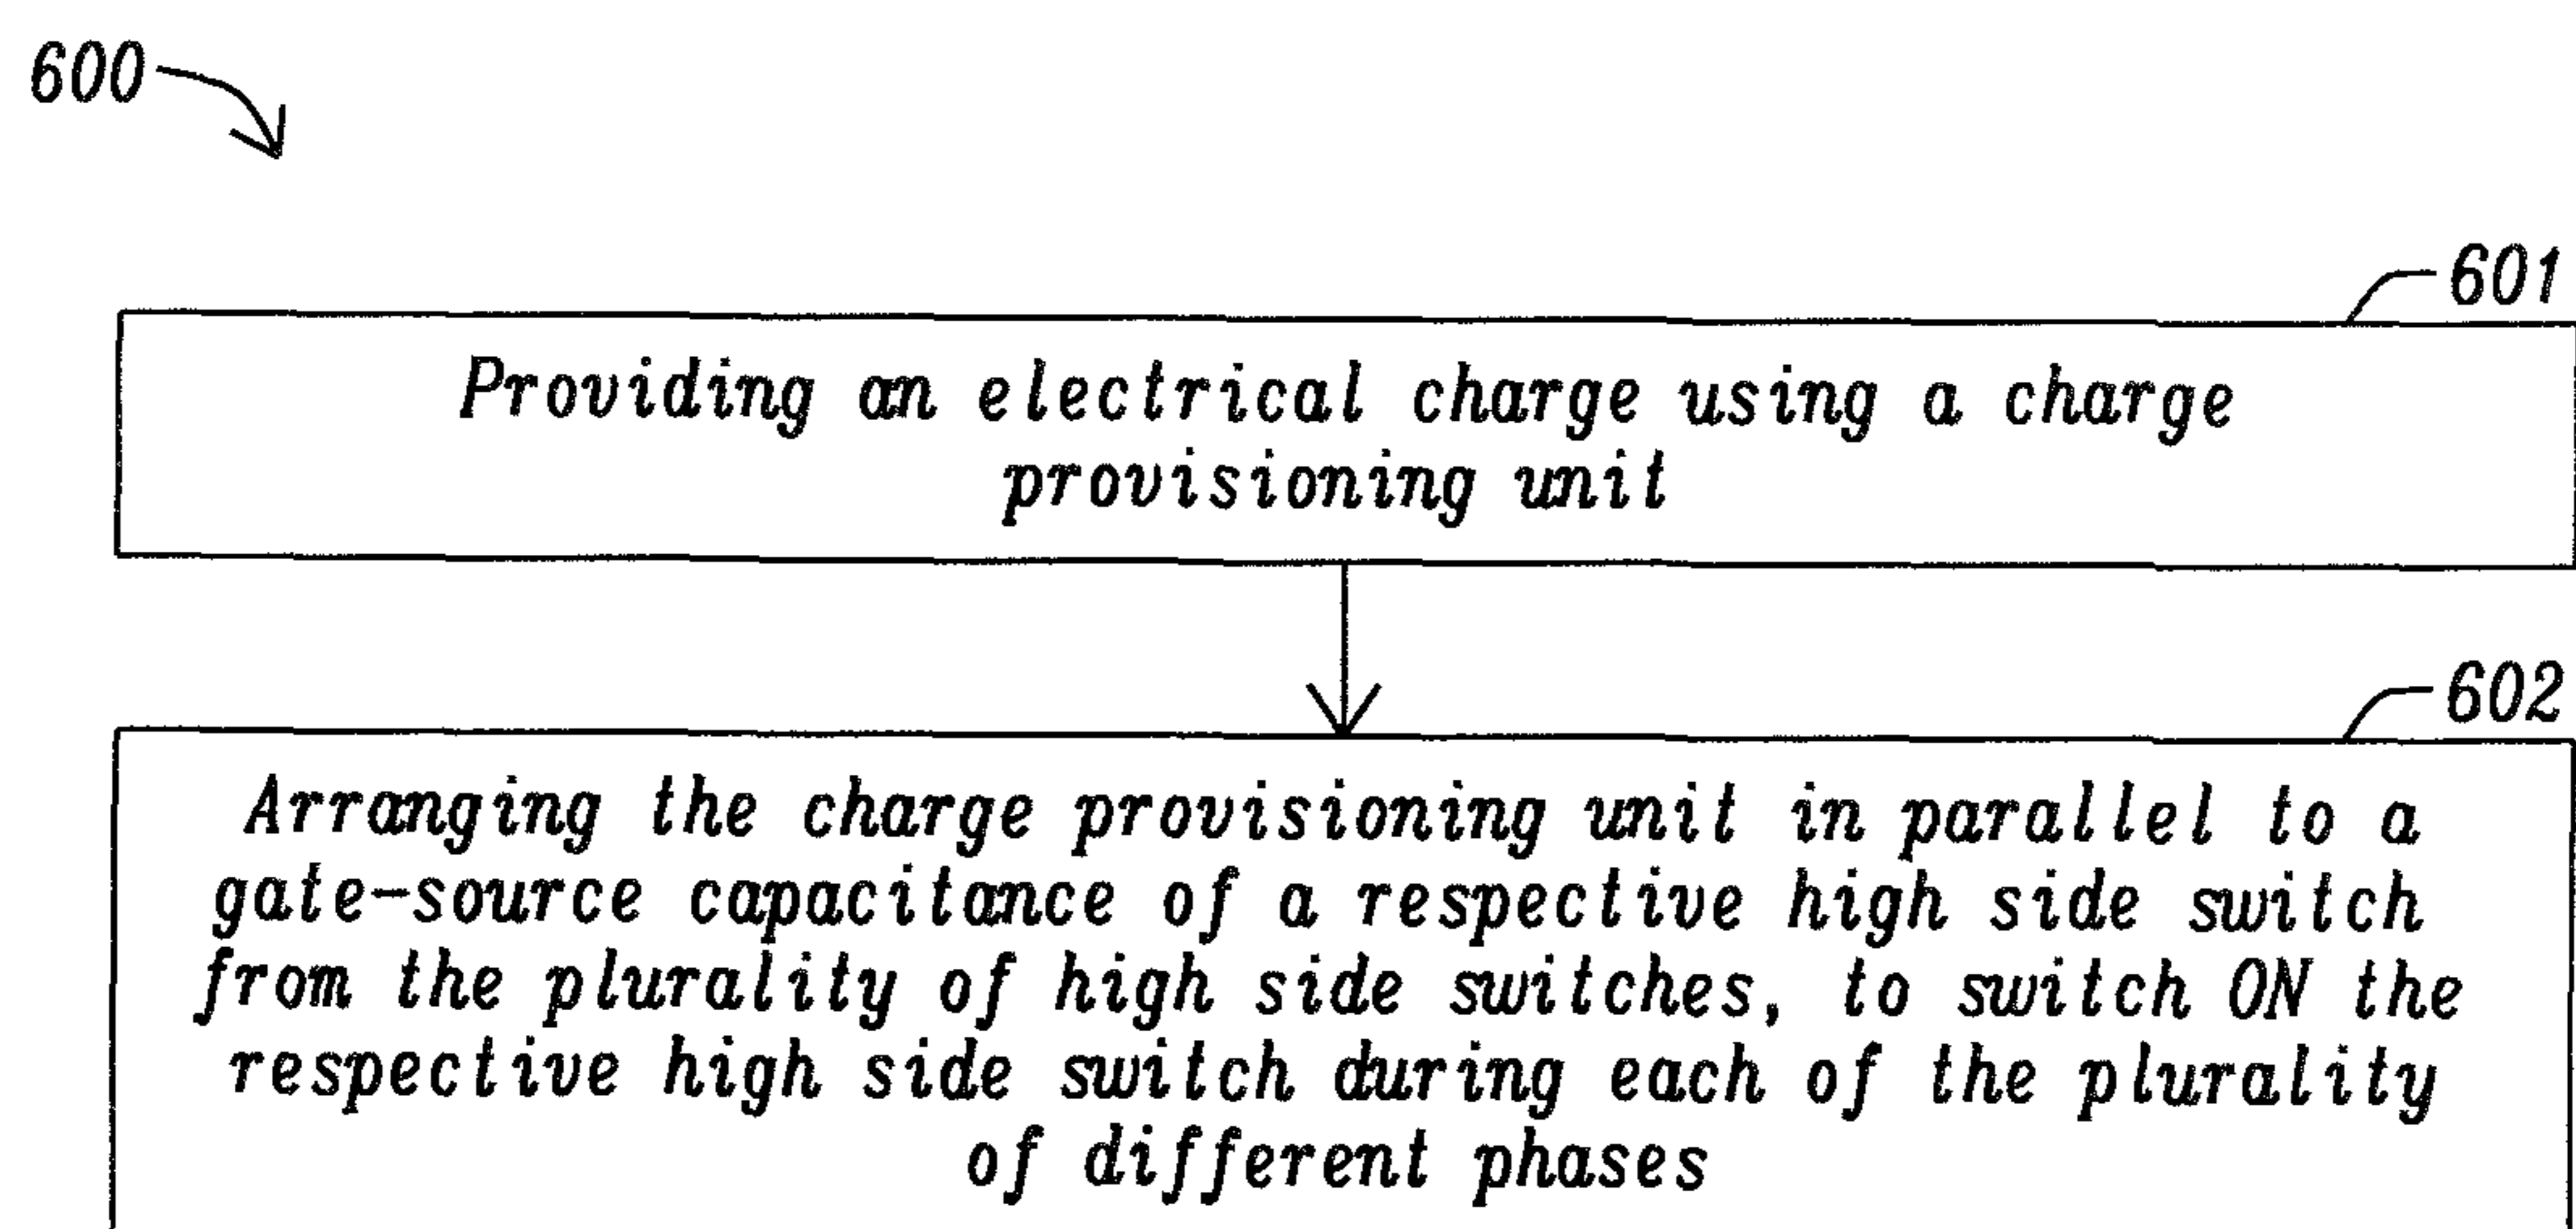 600
601
Providing an electrical charge using a charge
provisioning unit
602
Arranging the charge provisioning unit in parallel to a
gate-source capacitance of a respective high side switch
from the plurality of high side switches, to switch ON the
respective high side switch during each of the plurality
of different phases